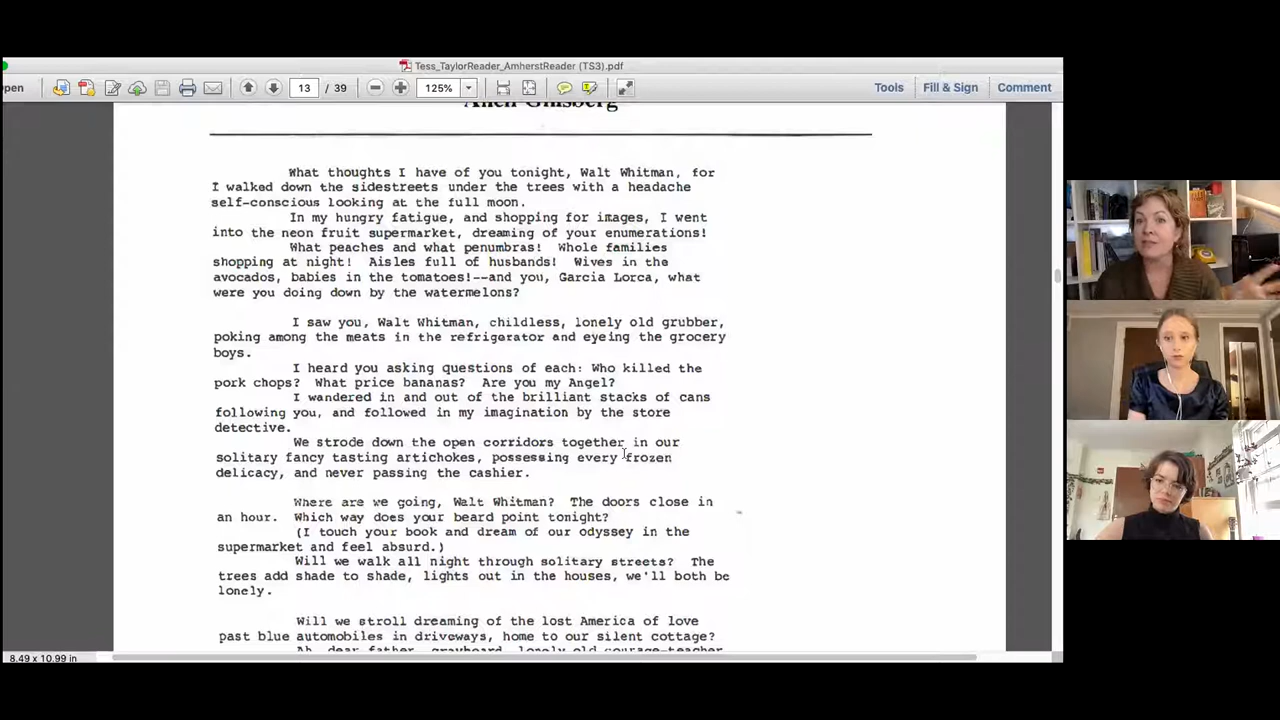 Tess_TaylorReader_AmherstReader (TS3).pdf
pen 13 / 39 125% Tools Fill & Sign Comment
Allen Ginsberg
What thoughts I have of you tonight, Walt Whitman, for
I walked down the sidestreets under the trees with a headache
self-conscious looking at the full moon.
In my hungry fatigue, and shopping for images, I went
into the neon fruit supermarket, dreaming of your enumerations!
What peaches and what penumbras! Whole families
shopping at night! Aisles full of husbands! Wives in the
avocados, babies in the tomatoes!--and you, Garcia Lorca, what
were you doing down by the watermelons?
I saw you, Walt Whitman, childless, lonely old grubber,
poking among the meats in the refrigerator and eyeing the grocery
boys.
I heard you asking questions of each: Who killed the
pork chops? What price bananas? Are you my Angel?
I wandered in and out of the brilliant stacks of cans
following you, and followed in my imagination by the store
detective.
We strode down the open corridors together in our
solitary fancy tasting artichokes, possessing every frozen
delicacy, and never passing the cashier.
Where are we going, Walt Whitman? The doors close in
an hour. Which way does your beard point tonight?
(I touch your book and dream of our odyssey in the
supermarket and feel absurd.)
Will we walk all night through solitary streets? The
trees add shade to shade, lights out in the houses, we'll both be
lonely.
Will we stroll dreaming of the lost America of love
past blue automobiles in driveways, home to our silent cottage?
Ah, dear father, graybeard, lonely old courage-teacher
8.49 x 10.99 in